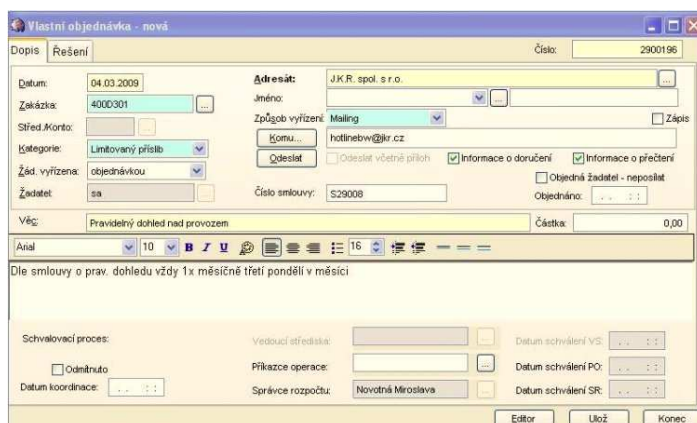 Vlastní objednávka - nová
Dopis Řešení Číslo: 2900196
Datum: 04.03.2009 Adresát: J.K.R. spol. s r.o. ...
Zakázka: 400D301 ... Jméno: ...
Střed./Konto: ... Způsob vyřízení: Mailing Zápis
Kategorie: Limitovaný příslib Komu... hotlinebw@jkr.cz
Žád. vyřízena: objednávkou Odeslat Odeslat včetně příloh Informace o doručení Informace o přečtení
Objedná žadatel - neposílat
Žadatel: sa ... Číslo smlouvy: S29008 Objednáno: . . : :
Věc: Pravidelný dohled nad provozem Částka: 0,00
Arial 10 B I U 16
Dle smlouvy o prav. dohledu vždy 1x měsíčně třetí pondělí v měsíci
Schvalovací proces: Vedoucí střediska: ... Datum schválení VS: . . : :
Odmítnuto Příkazce operace: ... Datum schválení PO: . . : :
Datum koordinace: . . : : Správce rozpočtu: Novotná Miroslava ... Datum schválení SR: . . : :
Editor Ulož Konec